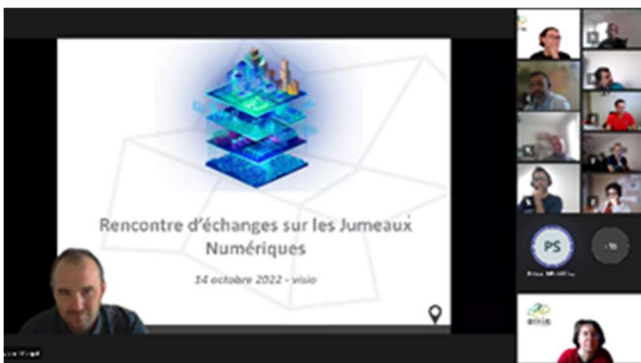 Rencontre d'échanges sur les Jumeaux
Numériques
14 octobre 2022 - visio
PS